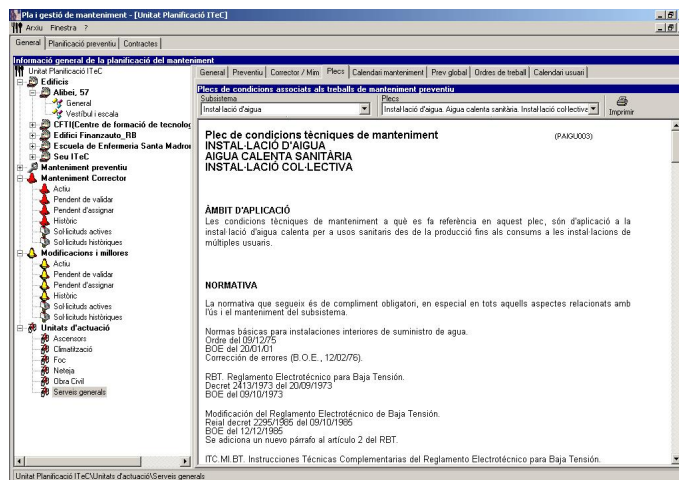 Pla i gestió de manteniment - [Unitat Planificació ITeC]
Arxiu Finestra ?
General Planificació preventiu Contractes
Informació general de la planificació del manteniment
Unitat Planificació ITeC
Edificis
Alibei, 57
General
Vestíbul i escala
EFTI(Centre de formació de tecnolog
Edifici Finanzauto_RB
Escuela de Enfermeria Santa Madron
Seu ITeC
Manteniment preventiu
Manteniment Corrector
Actiu
Pendent de validar
Pendent d'assignar
Històric
Sol·licituds actives
Sol·licituds històriques
Modificacions i millores
Actiu
Pendent de validar
Pendent d'assignar
Històric
Sol·licituds actives
Sol·licituds històriques
Unitats d'actuació
Ascensors
Climatització
Foc
Neteja
Obra Civil
Serveis generals
General Preventiu Corrector / Mim Plecs Calendari manteniment Prev global Ordres de treball Calendari usuari
Plecs de condicions associats als treballs de manteniment preventiu
Subsistema Plecs
Instal·lació d'aigua Instal·lació d'aigua. Aigua calenta sanitària. Instal·lació col·lectiva Imprimir
Plec de condicions tècniques de manteniment (PAIGU003)
INSTAL·LACIÓ D'AIGUA
AIGUA CALENTA SANITÀRIA
INSTAL·LACIÓ COL·LECTIVA
ÀMBIT D'APLICACIÓ
Les condicions tècniques de manteniment a què es fa referència en aquest plec, són d'aplicació a la
instal·lació d'aigua calenta per a usos sanitaris des de la producció fins als consums a les instal·lacions de
múltiples usuaris.
NORMATIVA
La normativa que segueix és de compliment obligatori, en especial en tots aquells aspectes relacionats amb
l'ús i el manteniment del subsistema.
Normas básicas para instalaciones interiores de suministro de agua.
Ordre del 09/12/75
BOE del 20/01/01
Corrección de errores (B.O.E., 12/02/76).
RBT. Reglamento Electrotécnico para Baja Tensión.
Decret 2413/1973 del 20/09/1973
BOE del 09/10/1973
Modificación del Reglamento Electrotécnico de Baja Tensión.
Reial decret 2295/1985 del 09/10/1985
BOE del 12/12/1985
Se adiciona un nuevo párrafo al artículo 2 del RBT.
ITC.MI.BT. Instrucciones Técnicas Complementarias del Reglamento Electrotécnico para Baja Tensión.
Unitat Planificació ITeC\Unitats d'actuació\Serveis generals